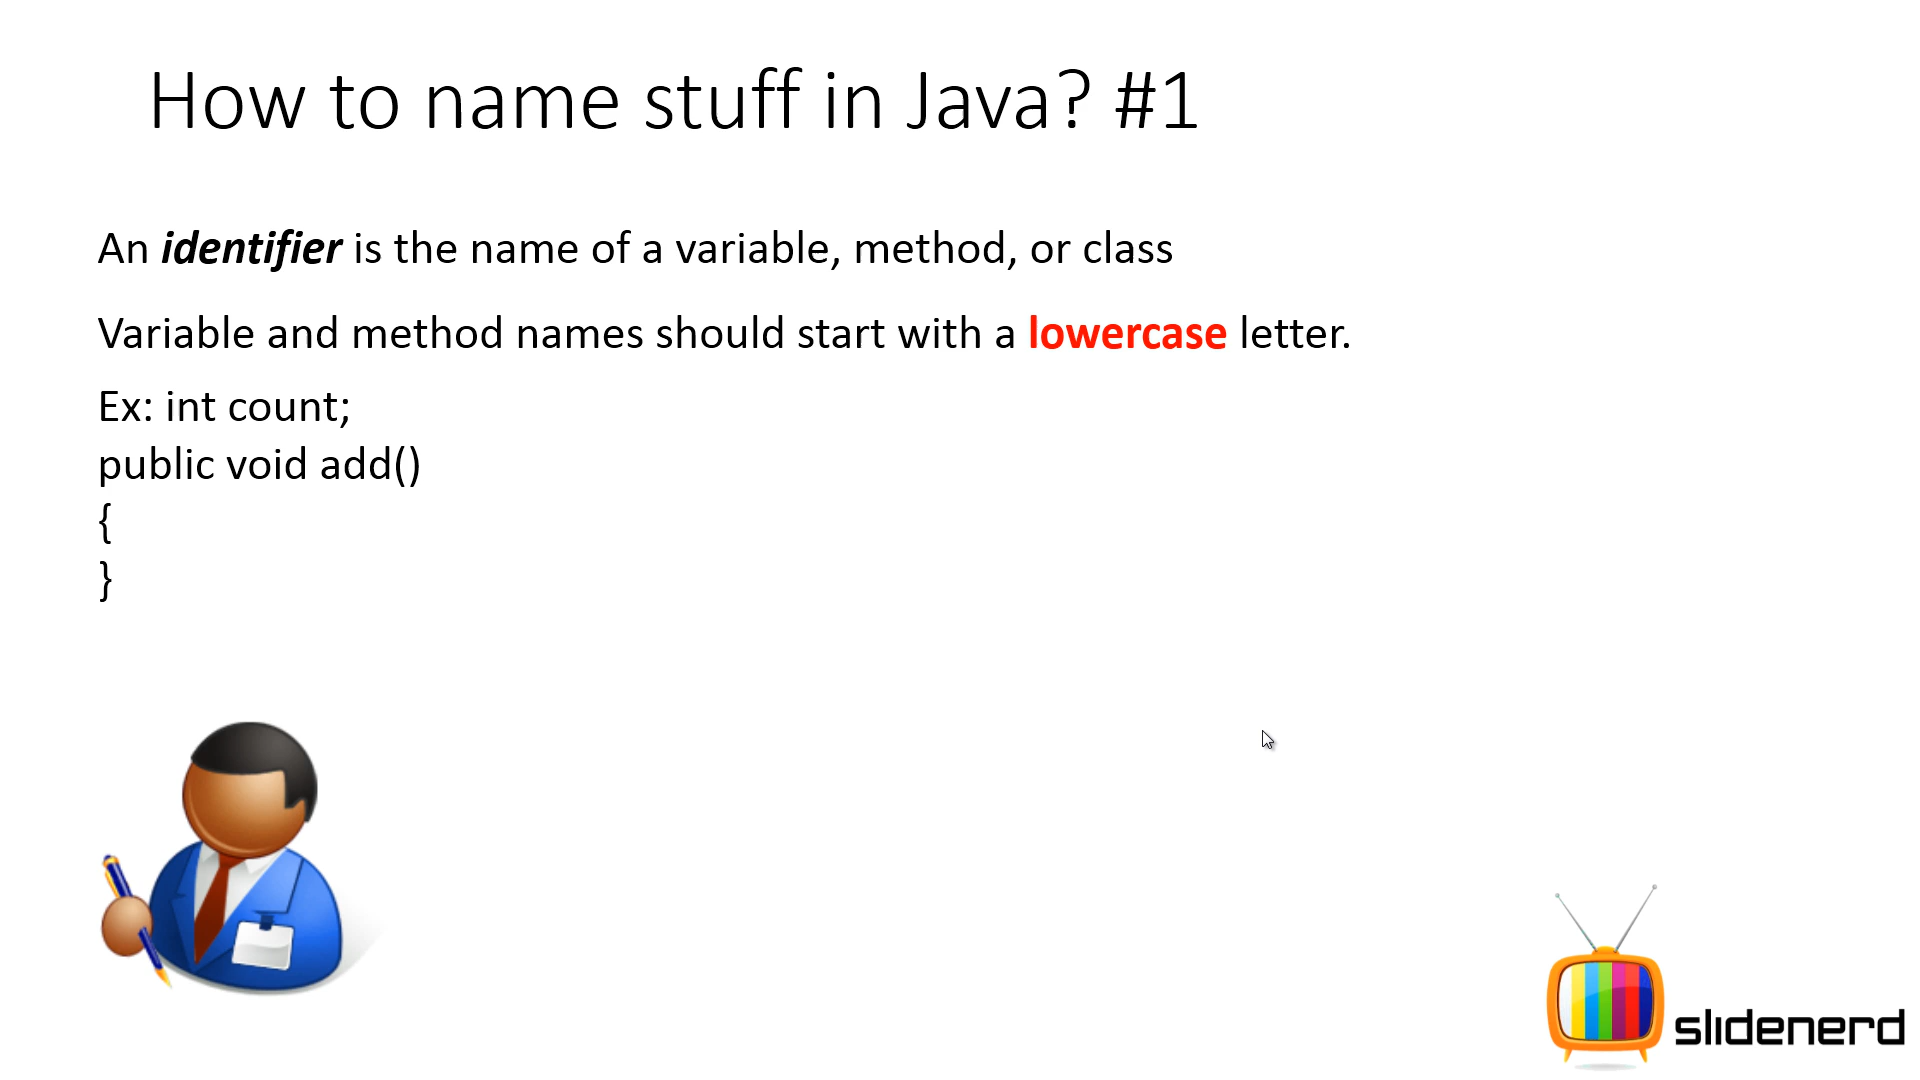 How to name stuff in Java? #1
An identifier is the name of a variable, method, or class
Variable and method names should start with a lowercase letter.
Ex: int count;
public void add()
{
}
slidenerd